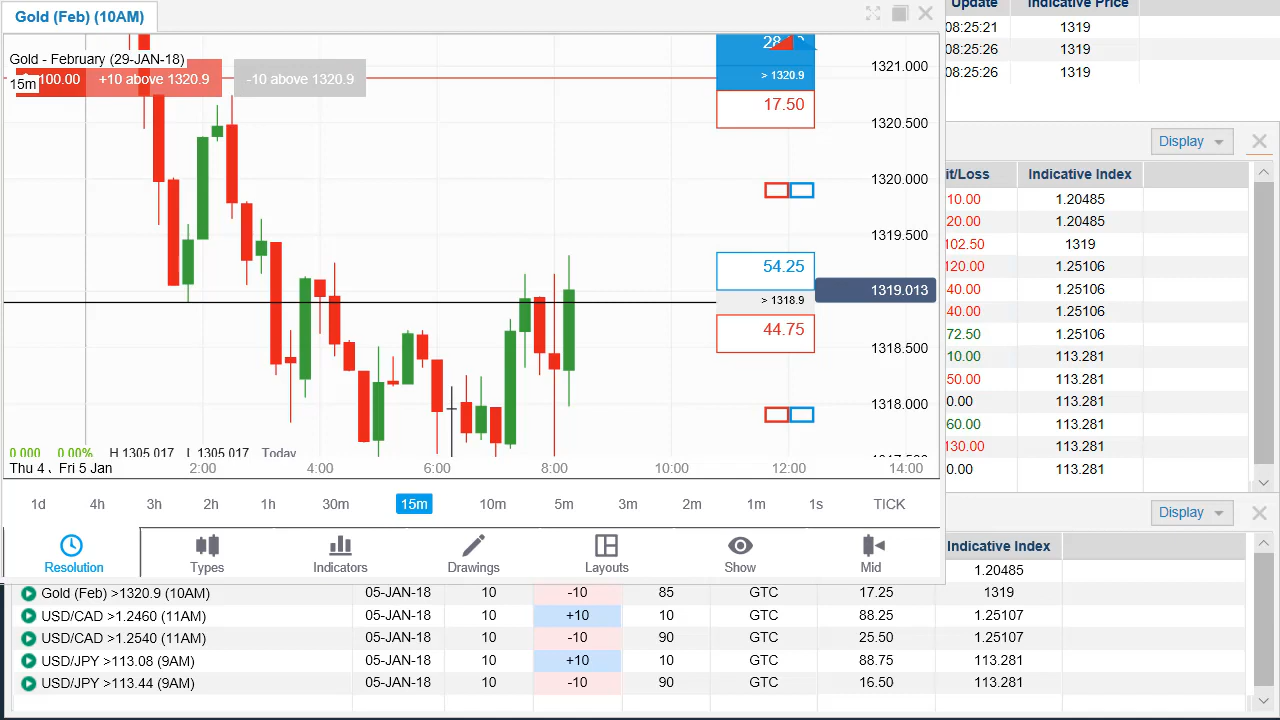 Gold (Feb) (10AM)
Update Indicative Price
08:25:21 1319
08:25:26 1319
08:25:26 1319
Gold - February (29-JAN-18)
15m
100.00 +10 above 1320.9 -10 above 1320.9
> 1320.9
17.50
1321.000
1320.500
1320.000
1319.500
54.25
> 1318.9
44.75
1319.013
1318.500
1318.000
Display
it/Loss Indicative Index
10.00 1.20485
20.00 1.20485
102.50 1319
120.00 1.25106
40.00 1.25106
40.00 1.25106
72.50 1.25106
10.00 113.281
50.00 113.281
0.00 113.281
60.00 113.281
130.00 113.281
0.00 113.281
0.000 0.00% H 1305.017 L 1305.017 Today
Thu 4 Fri 5 Jan 2:00 4:00 6:00 8:00 10:00 12:00 14:00
1d 4h 3h 2h 1h 30m 15m 10m 5m 3m 2m 1m 1s TICK
Resolution Types Indicators Drawings Layouts Show Mid
Display
Indicative Index
1.20485
Gold (Feb) >1320.9 (10AM) 05-JAN-18 10 -10 85 GTC 17.25 1319
USD/CAD >1.2460 (11AM) 05-JAN-18 10 +10 10 GTC 88.25 1.25107
USD/CAD >1.2540 (11AM) 05-JAN-18 10 -10 90 GTC 25.50 1.25107
USD/JPY >113.08 (9AM) 05-JAN-18 10 +10 10 GTC 88.75 113.281
USD/JPY >113.44 (9AM) 05-JAN-18 10 -10 90 GTC 16.50 113.281